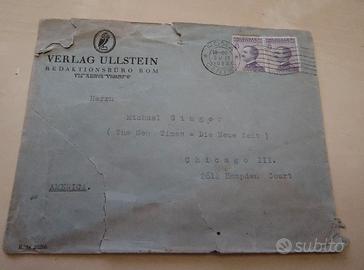 VERLAG ULLSTEIN
REDAKTIONSBÜRO ROM
Herrn
Michael Singer
(The New Times - Die Neue Zeit)
Chicago Ill.
2612 Hampden Court
AMERICA.
subito